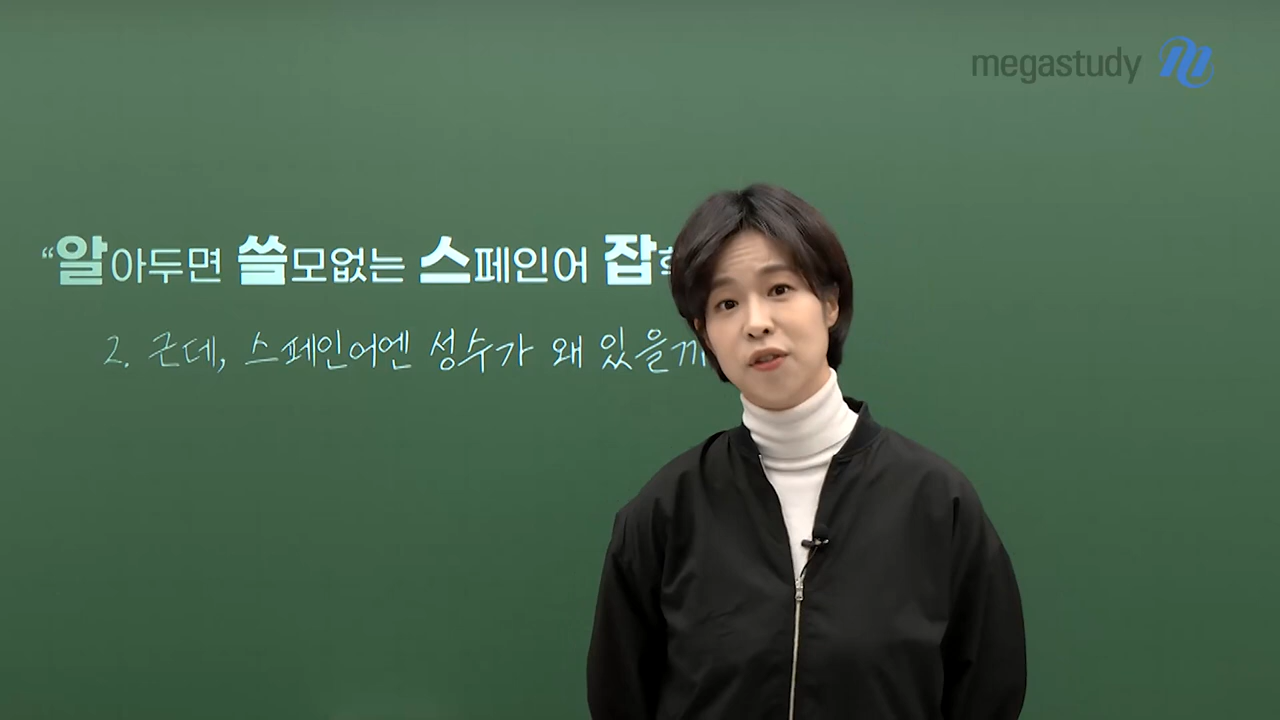 megastudy
“알아두면 쓸모없는 스페인어 잡
2. 근데, 스페인어엔 성수가 왜 있을까